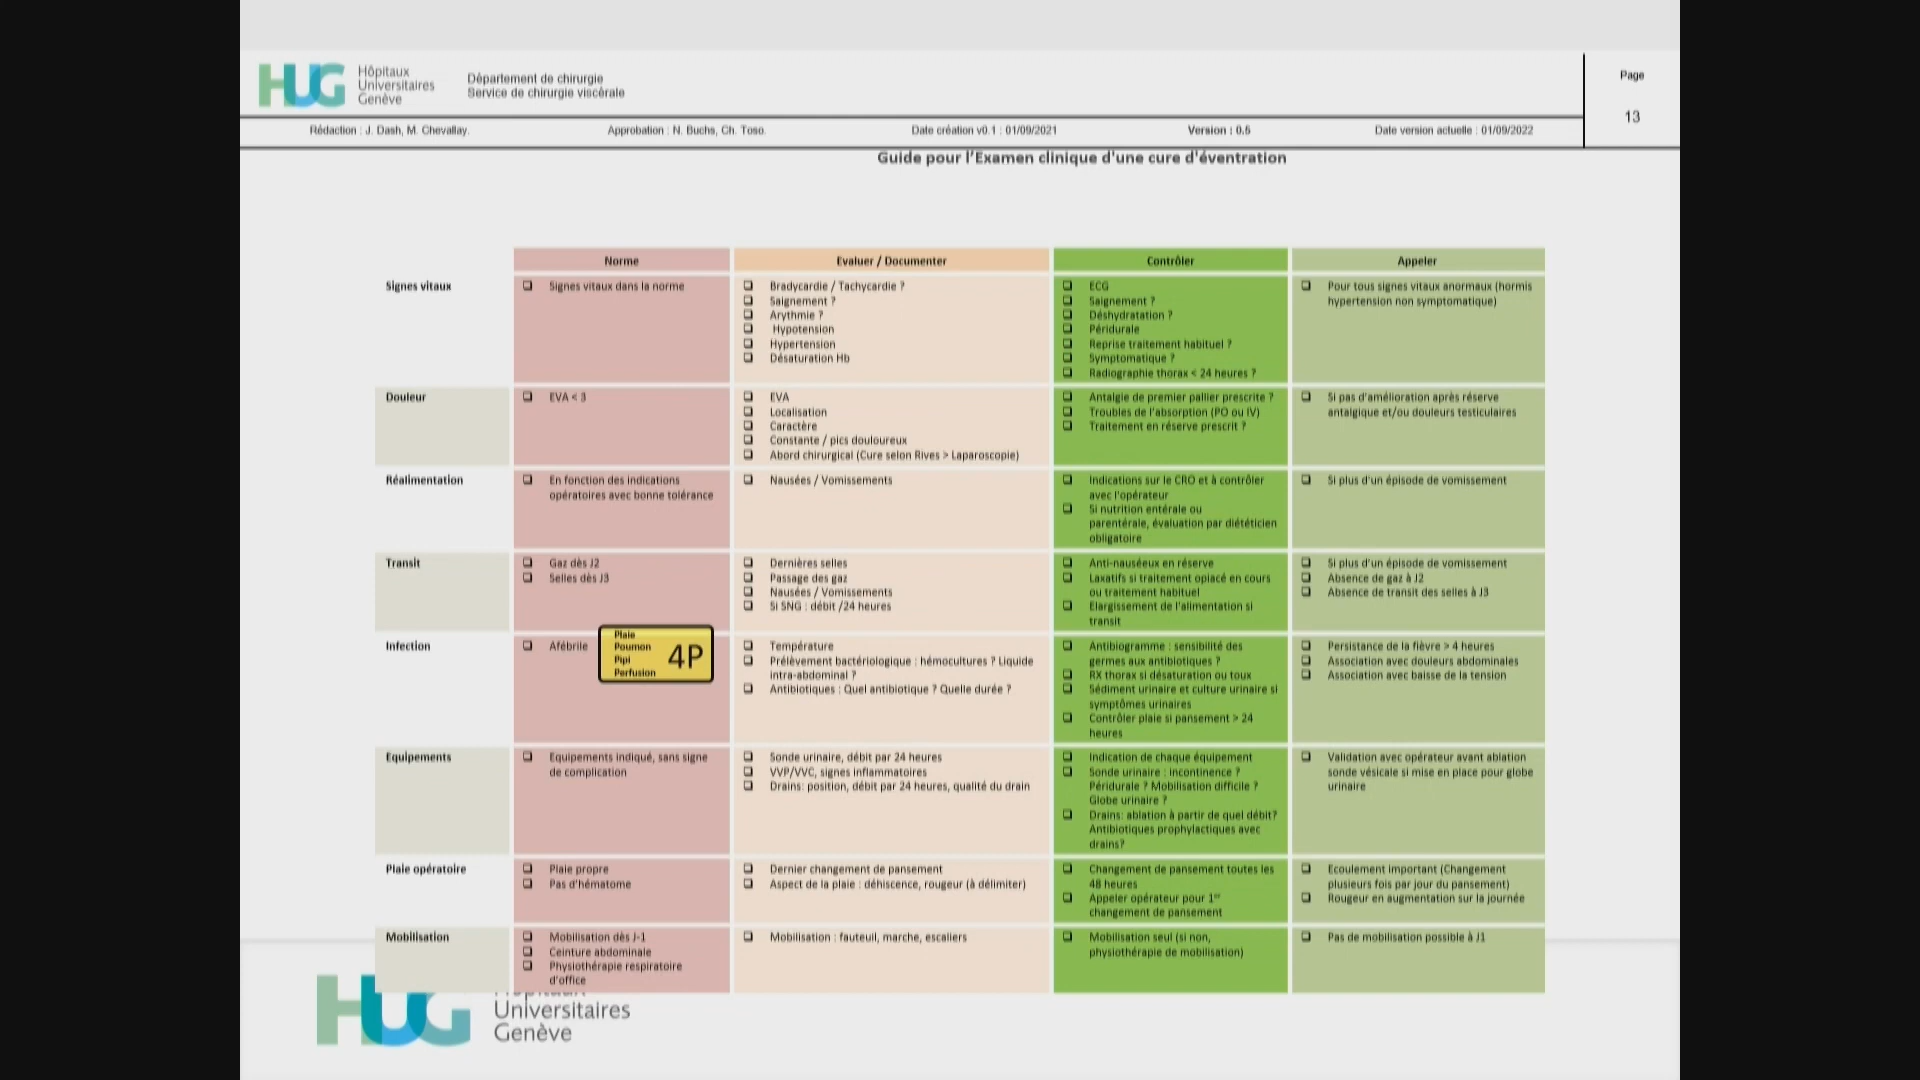 HUG
Hôpitaux
Universitaires
Genève
Département de chirurgie
Service de chirurgie viscérale
Page
13
Rédaction : J. Dash, M. Chevallay.
Approbation : N. Buchs, Ch. Toso.
Date création v0.1 : 01/09/2021
Version : 0.5
Date version actuelle : 01/09/2022
Guide pour l'Examen clinique d'une cure d'éventration
Norme
Evaluer / Documenter
Contrôler
Appeler
Signes vitaux
Signes vitaux dans la norme
Bradycardie / Tachycardie ?
Saignement ?
Arythmie ?
Hypotension
Hypertension
Désaturation Hb
ECG
Saignement ?
Déshydratation ?
Péridurale
Reprise traitement habituel ?
Symptomatique ?
Radiographie thorax < 24 heures ?
Pour tous signes vitaux anormaux (hormis
hypertension non symptomatique)
Douleur
EVA < 3
EVA
Localisation
Caractère
Constante / pics douloureux
Abord chirurgical (Cure selon Rives > Laparoscopie)
Antalgie de premier pallier prescrite ?
Troubles de l'absorption (PO ou IV)
Traitement en réserve prescrit ?
Si pas d'amélioration après réserve
antalgique et/ou douleurs testiculaires
Réalimentation
En fonction des indications
opératoires avec bonne tolérance
Nausées / Vomissements
Indications sur le CRO et à contrôler
avec l'opérateur
Si nutrition entérale ou
parentérale, évaluation par diététicien
obligatoire
Si plus d'un épisode de vomissement
Transit
Gaz dès J2
Selles dès J3
Dernières selles
Passage des gaz
Nausées / Vomissements
Si SNG : débit /24 heures
Anti-nauséeux en réserve
Laxatifs si traitement opiacé en cours
ou traitement habituel
Elargissement de l'alimentation si
transit
Si plus d'un épisode de vomissement
Absence de gaz à J2
Absence de transit des selles à J3
Infection
Afébrile
Plaie
Poumon
Pipi
Perfusion
4P
Température
Prélèvement bactériologique : hémocultures ? Liquide
intra-abdominal ?
Antibiotiques : Quel antibiotique ? Quelle durée ?
Antibiogramme : sensibilité des
germes aux antibiotiques ?
RX thorax si désaturation ou toux
Sédiment urinaire et culture urinaire si
symptômes urinaires
Contrôler plaie si pansement > 24
heures
Persistance de la fièvre > 4 heures
Association avec douleurs abdominales
Association avec baisse de la tension
Equipements
Equipements indiqué, sans signe
de complication
Sonde urinaire, débit par 24 heures
VVP/VVC, signes inflammatoires
Drains: position, débit par 24 heures, qualité du drain
Indication de chaque équipement
Sonde urinaire : incontinence ?
Péridurale ? Mobilisation difficile ?
Globe urinaire ?
Drains: ablation à partir de quel débit?
Antibiotiques prophylactiques avec
drains?
Validation avec opérateur avant ablation
sonde vésicale si mise en place pour globe
urinaire
Plaie opératoire
Plaie propre
Pas d'hématome
Dernier changement de pansement
Aspect de la plaie : déhiscence, rougeur (à délimiter)
Changement de pansement toutes les
48 heures
Appeler opérateur pour 1er
changement de pansement
Ecoulement important (Changement
plusieurs fois par jour du pansement)
Rougeur en augmentation sur la journée
Mobilisation
Mobilisation dès J-1
Ceinture abdominale
Physiothérapie respiratoire
d'office
Mobilisation : fauteuil, marche, escaliers
Mobilisation seul (si non,
physiothérapie de mobilisation)
Pas de mobilisation possible à J1
HUG
Hôpitaux
Universitaires
Genève